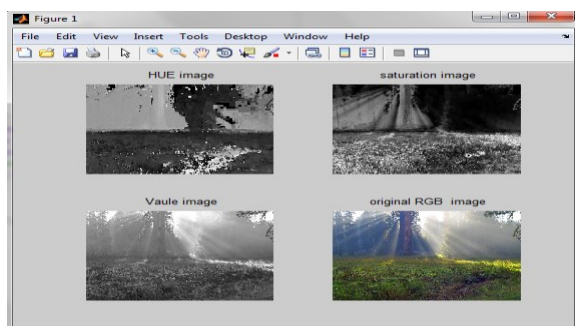 Figure 1
File Edit View Insert Tools Desktop Window Help
HUE image
saturation image
Vaule image
original RGB image